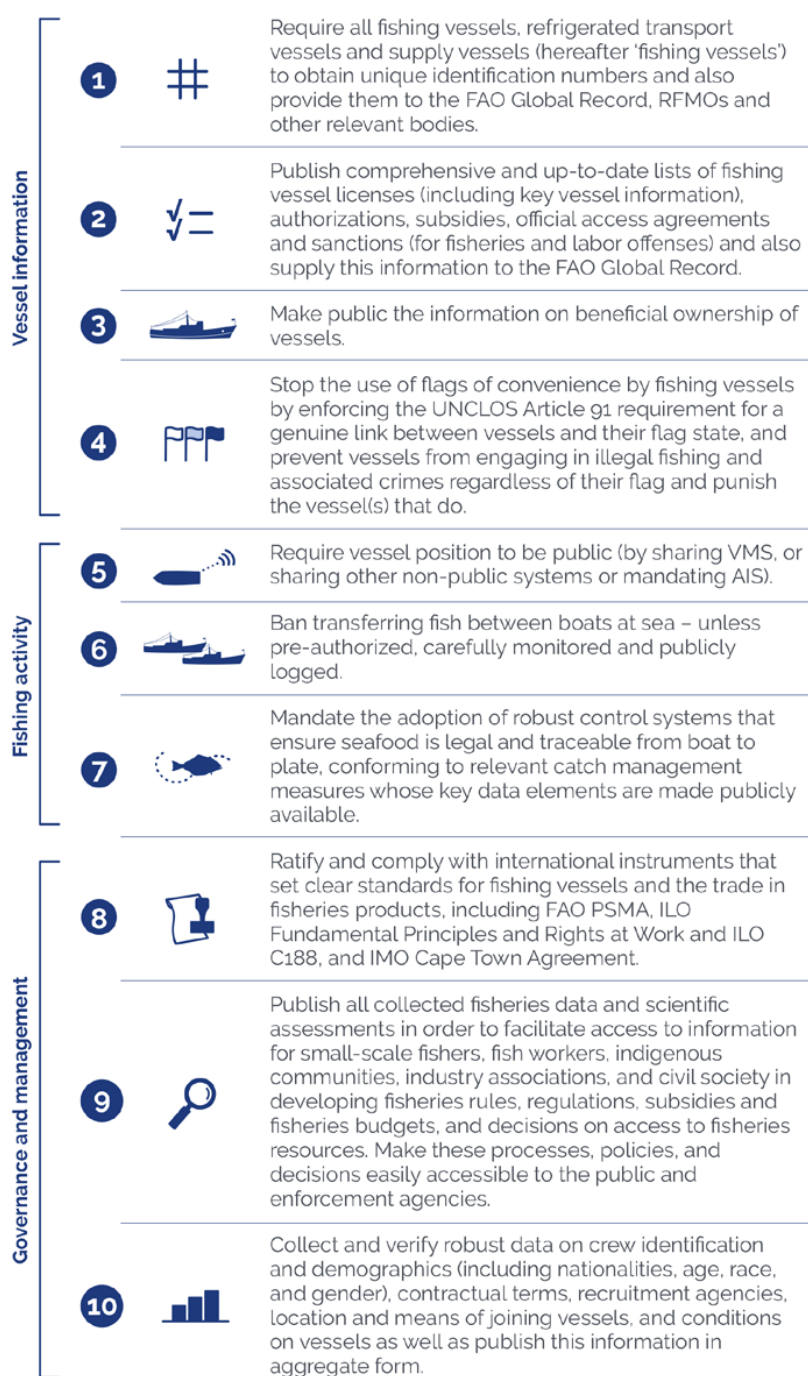 Vessel information
1
Require all fishing vessels, refrigerated transport
vessels and supply vessels (hereafter ‘fishing vessels’)
to obtain unique identification numbers and also
provide them to the FAO Global Record, RFMOs and
other relevant bodies.
2
Publish comprehensive and up-to-date lists of fishing
vessel licenses (including key vessel information),
authorizations, subsidies, official access agreements
and sanctions (for fisheries and labor offenses) and also
supply this information to the FAO Global Record.
3
Make public the information on beneficial ownership of
vessels.
4
Stop the use of flags of convenience by fishing vessels
by enforcing the UNCLOS Article 91 requirement for a
genuine link between vessels and their flag state, and
prevent vessels from engaging in illegal fishing and
associated crimes regardless of their flag and punish
the vessel(s) that do.
Fishing activity
5
Require vessel position to be public (by sharing VMS, or
sharing other non-public systems or mandating AIS).
6
Ban transferring fish between boats at sea – unless
pre-authorized, carefully monitored and publicly
logged.
7
Mandate the adoption of robust control systems that
ensure seafood is legal and traceable from boat to
plate, conforming to relevant catch management
measures whose key data elements are made publicly
available.
Governance and management
8
Ratify and comply with international instruments that
set clear standards for fishing vessels and the trade in
fisheries products, including FAO PSMA, ILO
Fundamental Principles and Rights at Work and ILO
C188, and IMO Cape Town Agreement.
9
Publish all collected fisheries data and scientific
assessments in order to facilitate access to information
for small-scale fishers, fish workers, indigenous
communities, industry associations, and civil society in
developing fisheries rules, regulations, subsidies and
fisheries budgets, and decisions on access to fisheries
resources. Make these processes, policies, and
decisions easily accessible to the public and
enforcement agencies.
10
Collect and verify robust data on crew identification
and demographics (including nationalities, age, race,
and gender), contractual terms, recruitment agencies,
location and means of joining vessels, and conditions
on vessels as well as publish this information in
aggregate form.